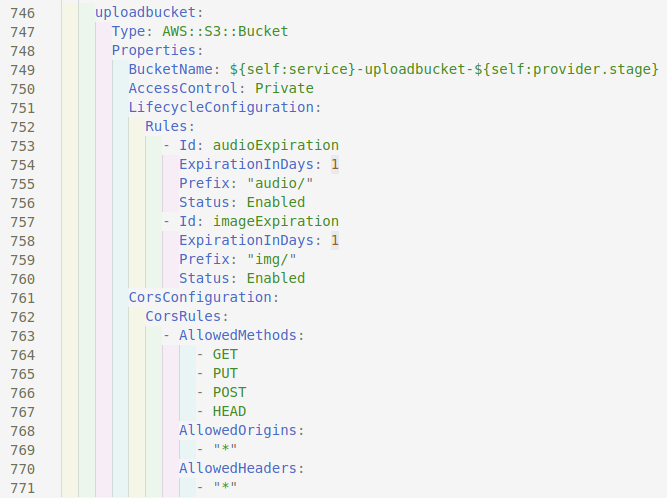 746 uploadbucket:
747 Type: AWS::S3::Bucket
748 Properties:
749 BucketName: ${self:service}-uploadbucket-${self:provider.stage}
750 AccessControl: Private
751 LifecycleConfiguration:
752 Rules:
753 - Id: audioExpiration
754 ExpirationInDays: 1
755 Prefix: "audio/"
756 Status: Enabled
757 - Id: imageExpiration
758 ExpirationInDays: 1
759 Prefix: "img/"
760 Status: Enabled
761 CorsConfiguration:
762 CorsRules:
763 - AllowedMethods:
764 - GET
765 - PUT
766 - POST
767 - HEAD
768 AllowedOrigins:
769 - "*"
770 AllowedHeaders:
771 - "*"